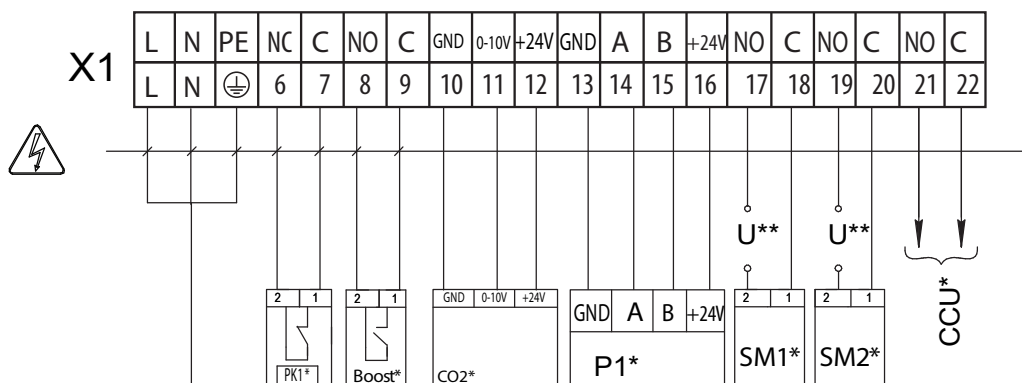 X1
L N PE NC C NO C GND 0-10V +24V GND A B +24V NO C NO C NO C
L N 6 7 8 9 10 11 12 13 14 15 16 17 18 19 20 21 22
U** U**
CCU*
2 1 2 1 GND 0-10V +24V GND A B +24V 2 1 2 1
PK1* Boost* CO2* P1* SM1* SM2*